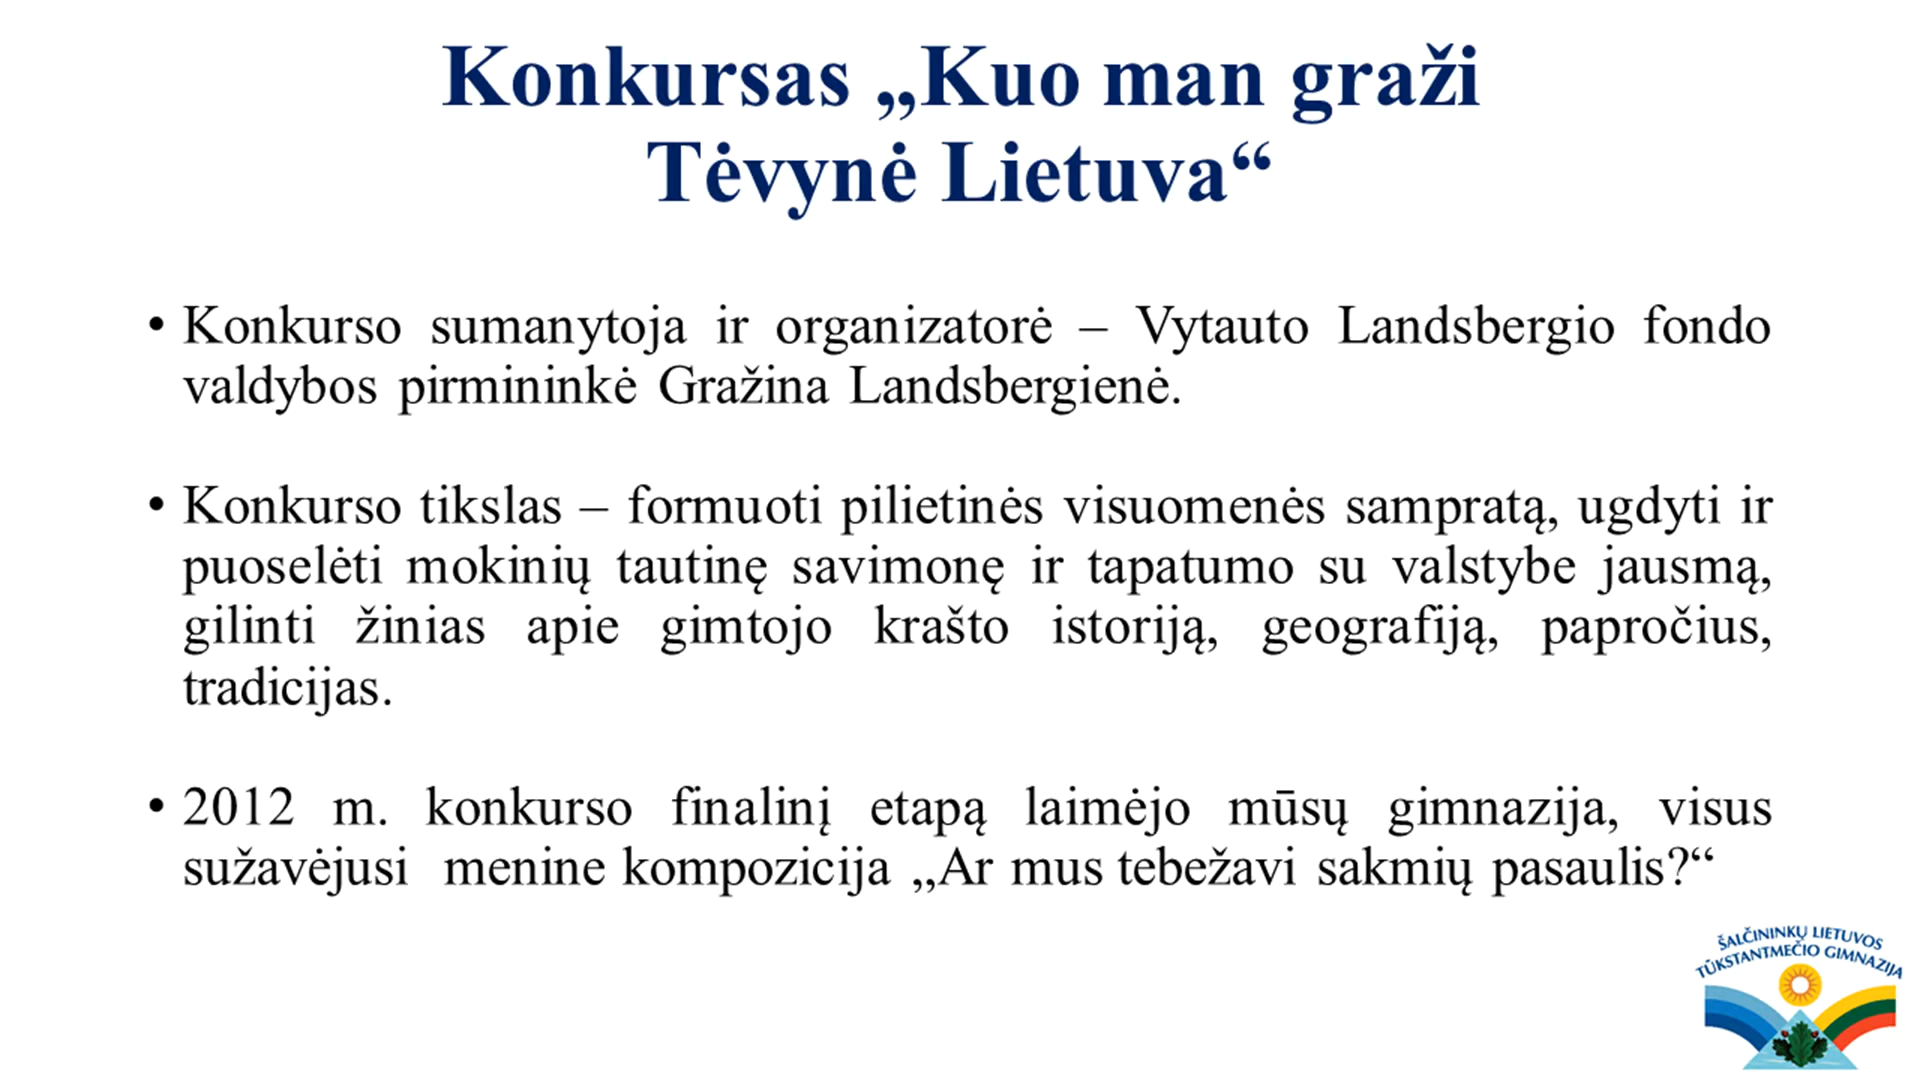 Konkursas „Kuo man graži
Tėvynė Lietuva“
• Konkurso sumanytoja ir organizatorė – Vytauto Landsbergio fondo
valdybos pirmininkė Gražina Landsbergienė.
• Konkurso tikslas – formuoti pilietinės visuomenės sampratą, ugdyti ir
puoselėti mokinių tautinę savimonę ir tapatumo su valstybe jausmą,
gilinti žinias apie gimtojo krašto istoriją, geografiją, papročius,
tradicijas.
• 2012 m. konkurso finalinį etapą laimėjo mūsų gimnazija, visus
sužavėjusi menine kompozicija „Ar mus tebežavi sakmių pasaulis?“
ŠALČININKŲ LIETUVOS
TŪKSTANTMEČIO GIMNAZIJA